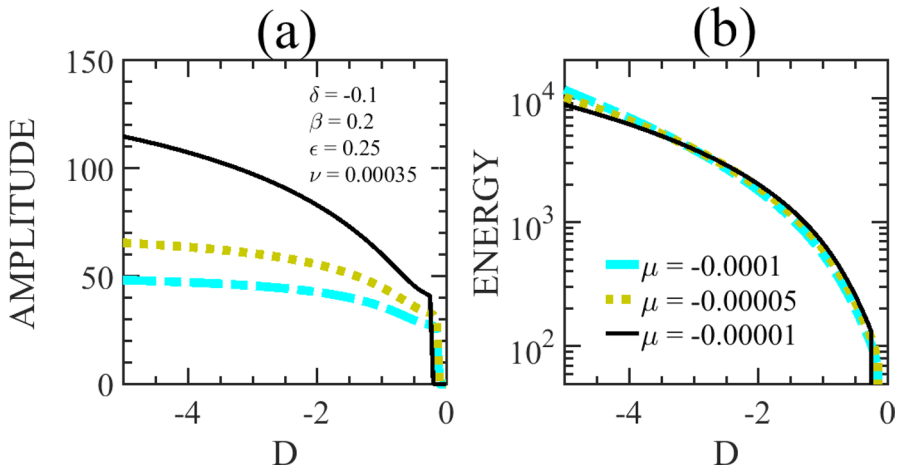 (a)
(b)
150
100
50
0
-4
-2
0
AMPLITUDE
D
δ = -0.1
β = 0.2
ϵ = 0.25
ν = 0.00035
10^4
10^3
10^2
-4
-2
0
ENERGY
D
μ = -0.0001
μ = -0.00005
μ = -0.00001